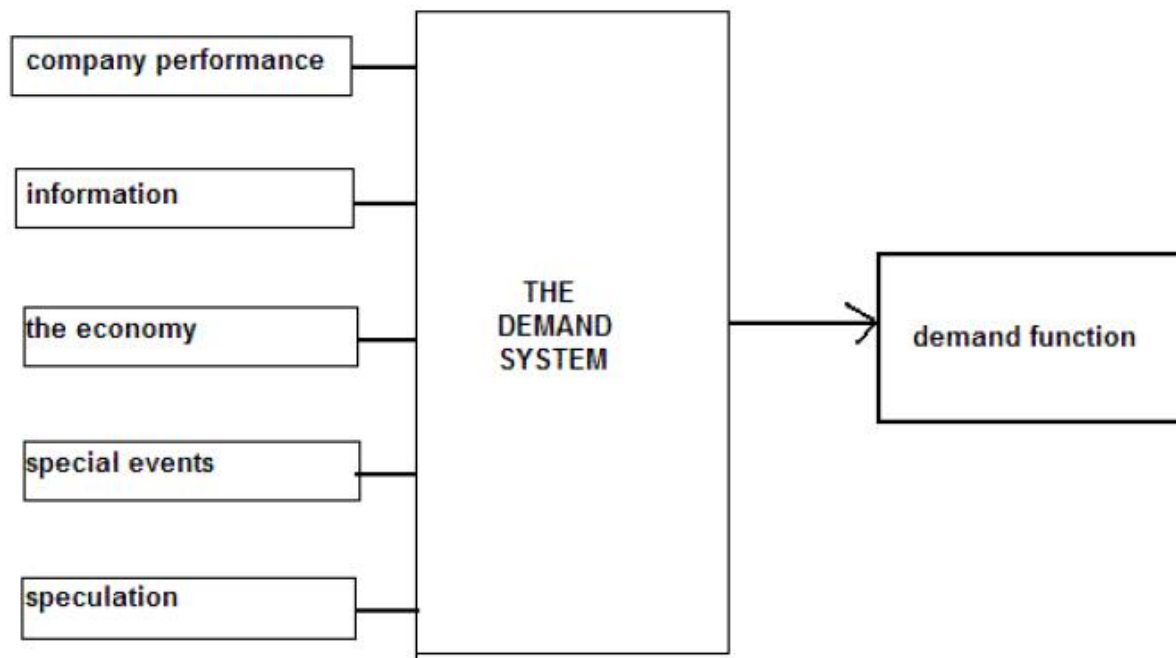 company performance
information
the economy
special events
speculation
THE
DEMAND
SYSTEM
demand function